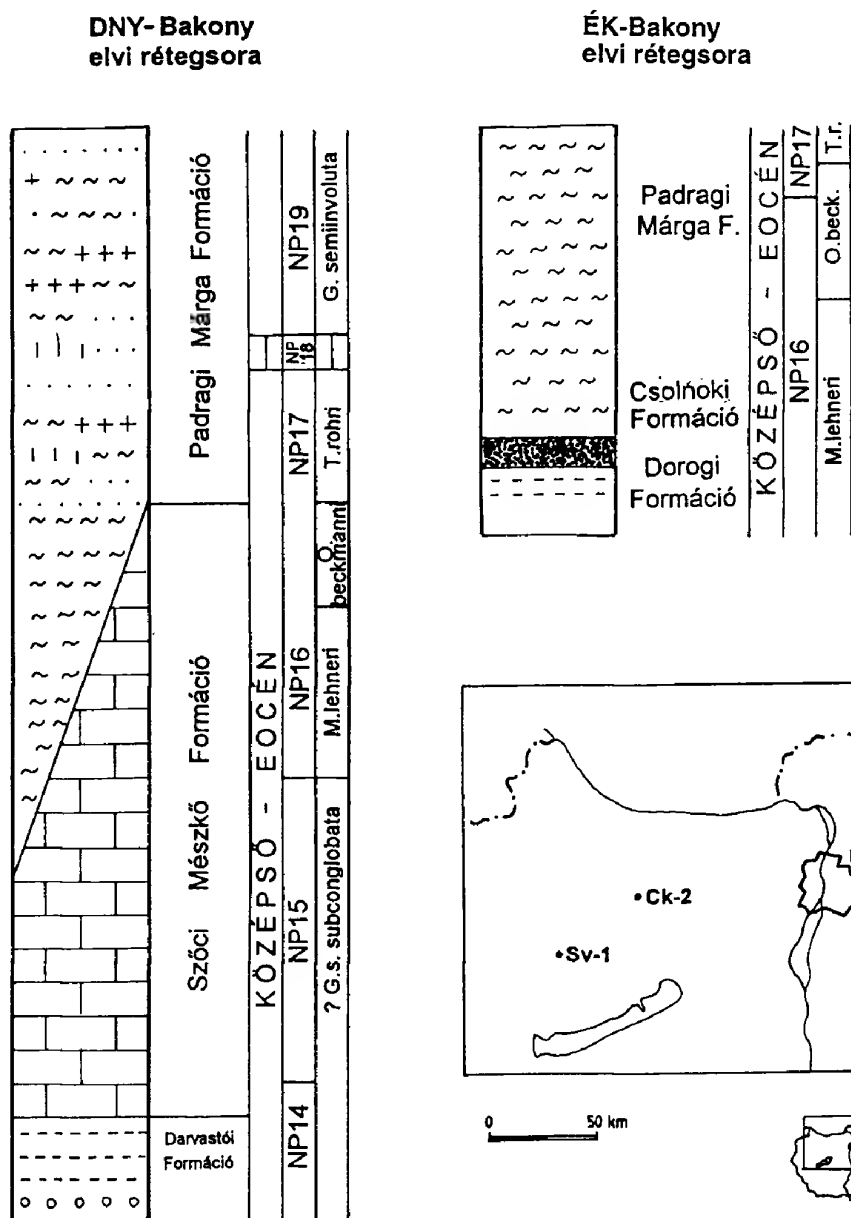 DNY-Bakony
elvi rétegsora
ÉK-Bakony
elvi rétegsora
Padragi Márga Formáció
Szőci Mészkő Formáció
Darvastói
Formáció
KÖZÉPSŐ - EOCÉN
NP19
NP18
NP17
NP16
NP15
NP14
G. semiinvoluta
T.rohri
O.
beckmanni
M.lehneri
? G.s. subconglobata
Padragi
Márga F.
Csolnoki
Formáció
Dorogi
Formáció
KÖZÉPSŐ - EOCÉN
NP17
NP16
T.r.
O.beck.
M.lehneri
Ck-2
Sv-1
0 50 km